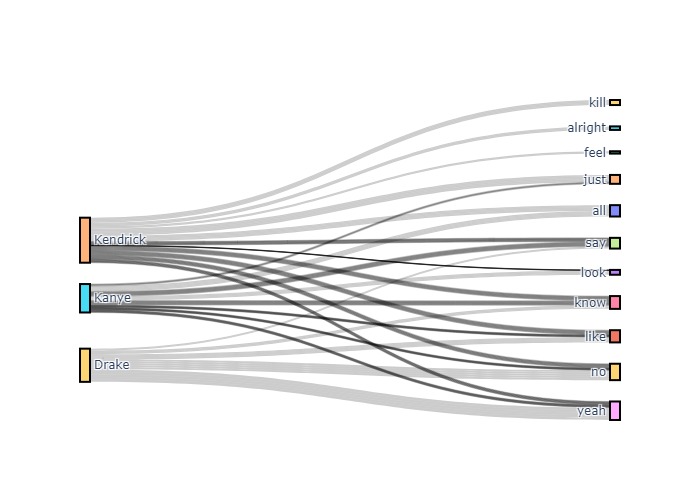 kill
alright
feel
just
all
say
look
know
like
no
yeah
Kendrick
Kanye
Drake